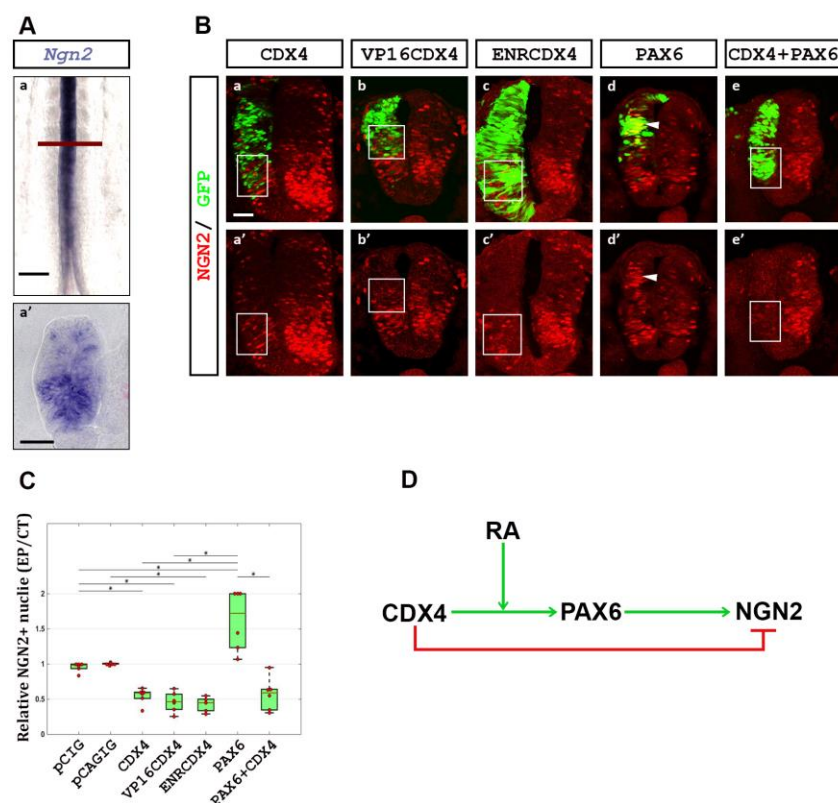 A
Ngn2
a
a'
B
CDX4 VP16CDX4 ENRCDX4 PAX6 CDX4+PAX6
NGN2/ GFP
a b c d e
a' b' c' d' e'
C
Relative NGN2+ nuclie (EP/CT)
2
1.5
1
0.5
0
* * * * * * *
pCIG pCAGIG CDX4 VP16CDX4 ENRCDX4 PAX6 PAX6+CDX4
D
RA
CDX4 PAX6 NGN2